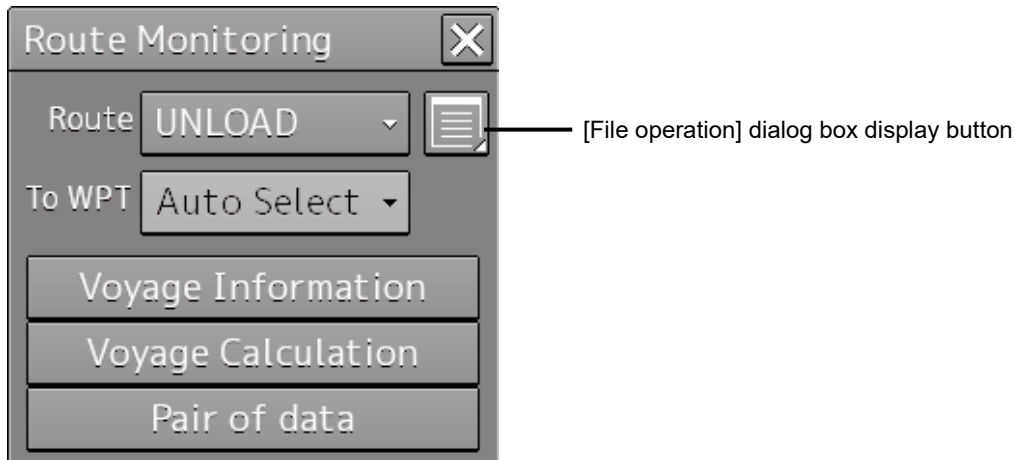 Route Monitoring
Route UNLOAD
[File operation] dialog box display button
To WPT Auto Select
Voyage Information
Voyage Calculation
Pair of data